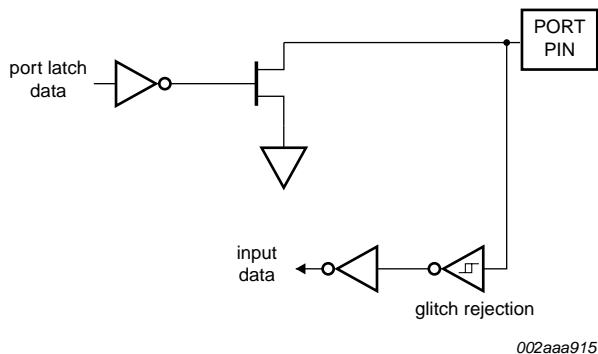 PORT
PIN
port latch
data
input
data
glitch rejection
002aaa915